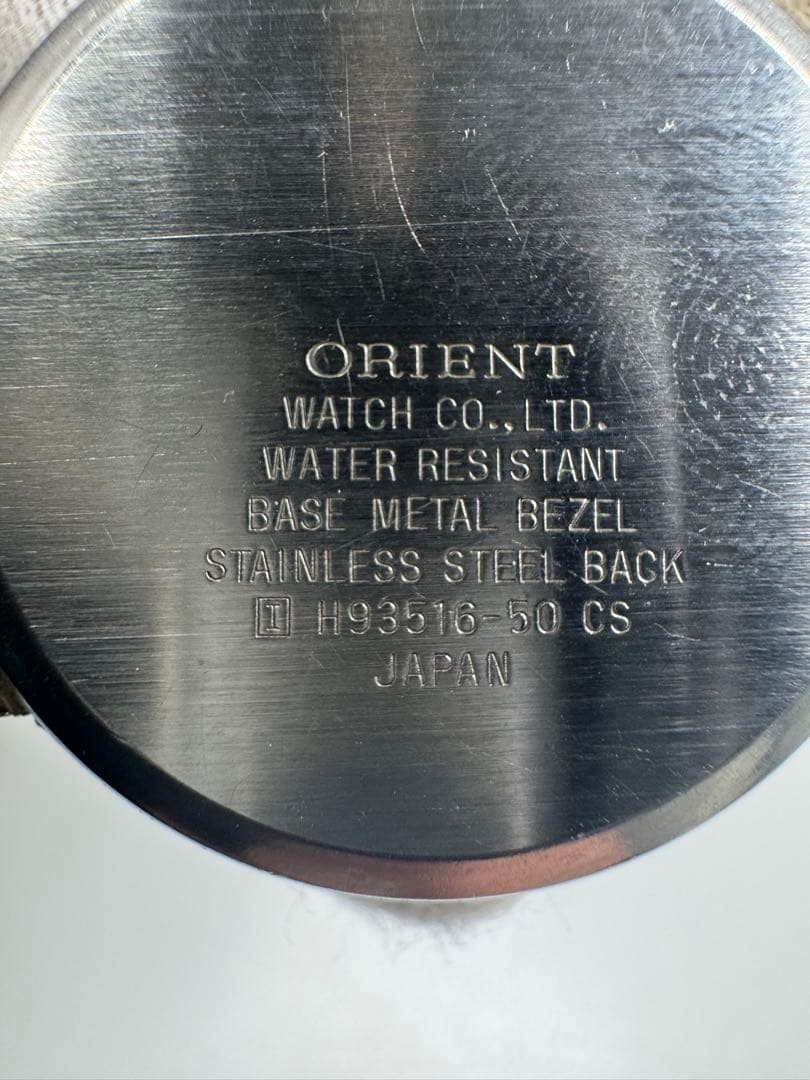 ORIENT
WATCH CO.,LTD.
WATER RESISTANT
BASE METAL BEZEL
STAINLESS STEEL BACK
I H93516-50 CS
JAPAN